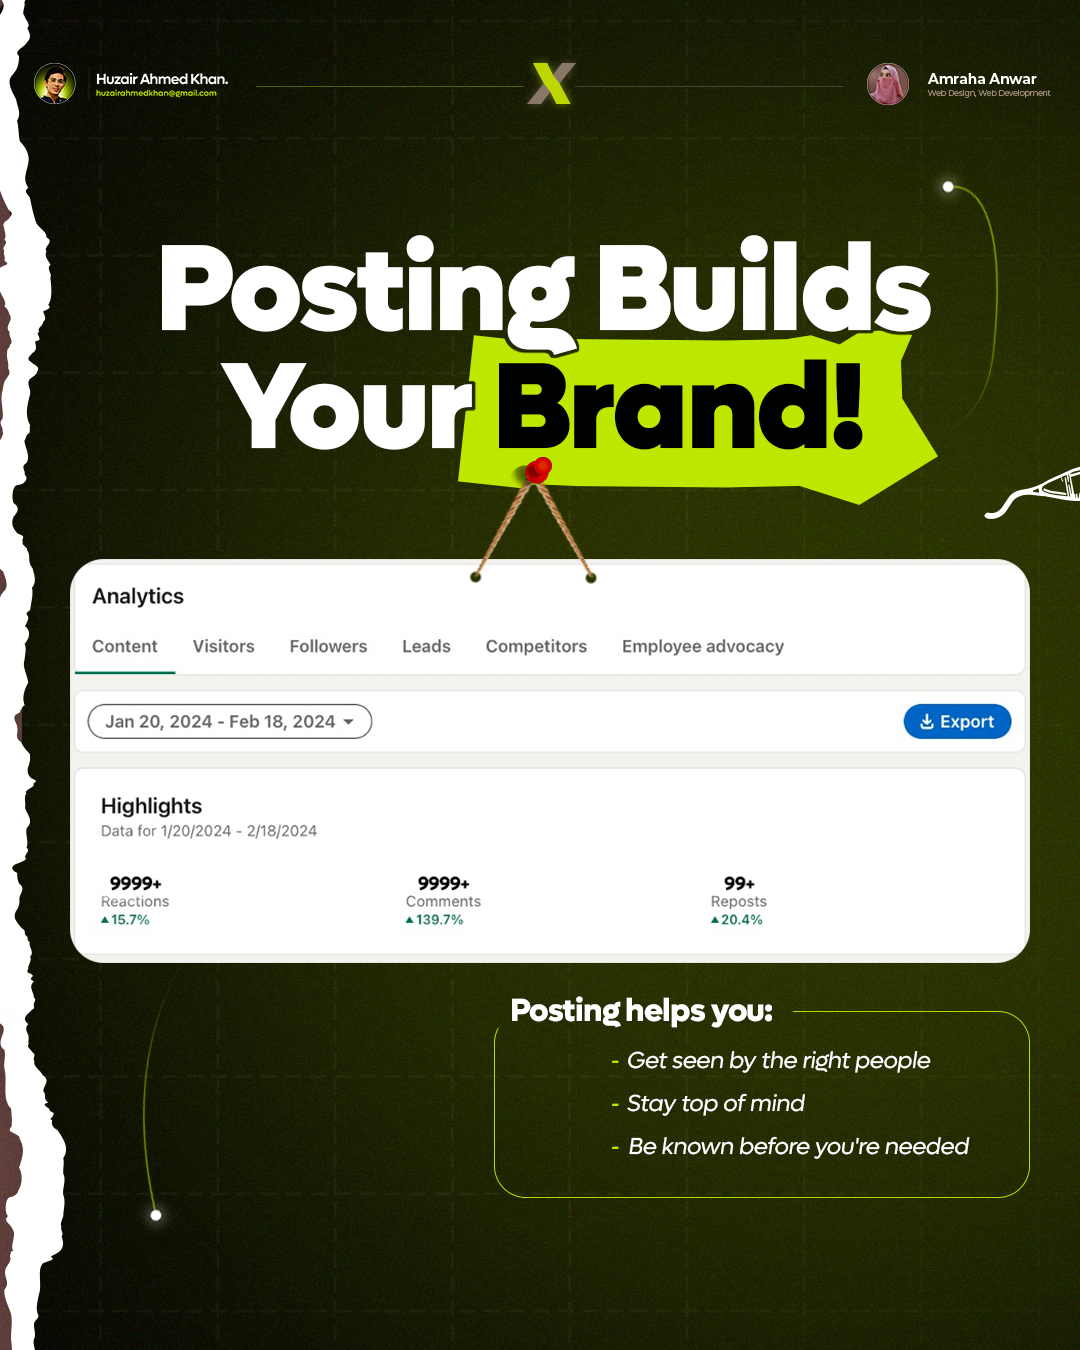 Huzair Ahmed Khan.
huzairahmedkhan@gmail.com
X
Amraha Anwar
Web Design, Web Development
Posting Builds
Your Brand!
Analytics
Content Visitors Followers Leads Competitors Employee advocacy
Jan 20, 2024 - Feb 18, 2024
Export
Highlights
Data for 1/20/2024 - 2/18/2024
9999+ 9999+ 99+
Reactions Comments Reposts
▲15.7% ▲139.7% ▲20.4%
Posting helps you:
- Get seen by the right people
- Stay top of mind
- Be known before you're needed